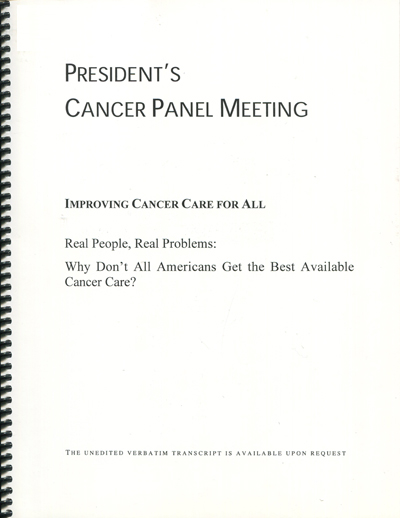 PRESIDENT'S
CANCER PANEL MEETING
IMPROVING CANCER CARE FOR ALL
Real People, Real Problems:
Why Don't All Americans Get the Best Available
Cancer Care?
THE UNEDITED VERBATIM TRANSCRIPT IS AVAILABLE UPON REQUEST